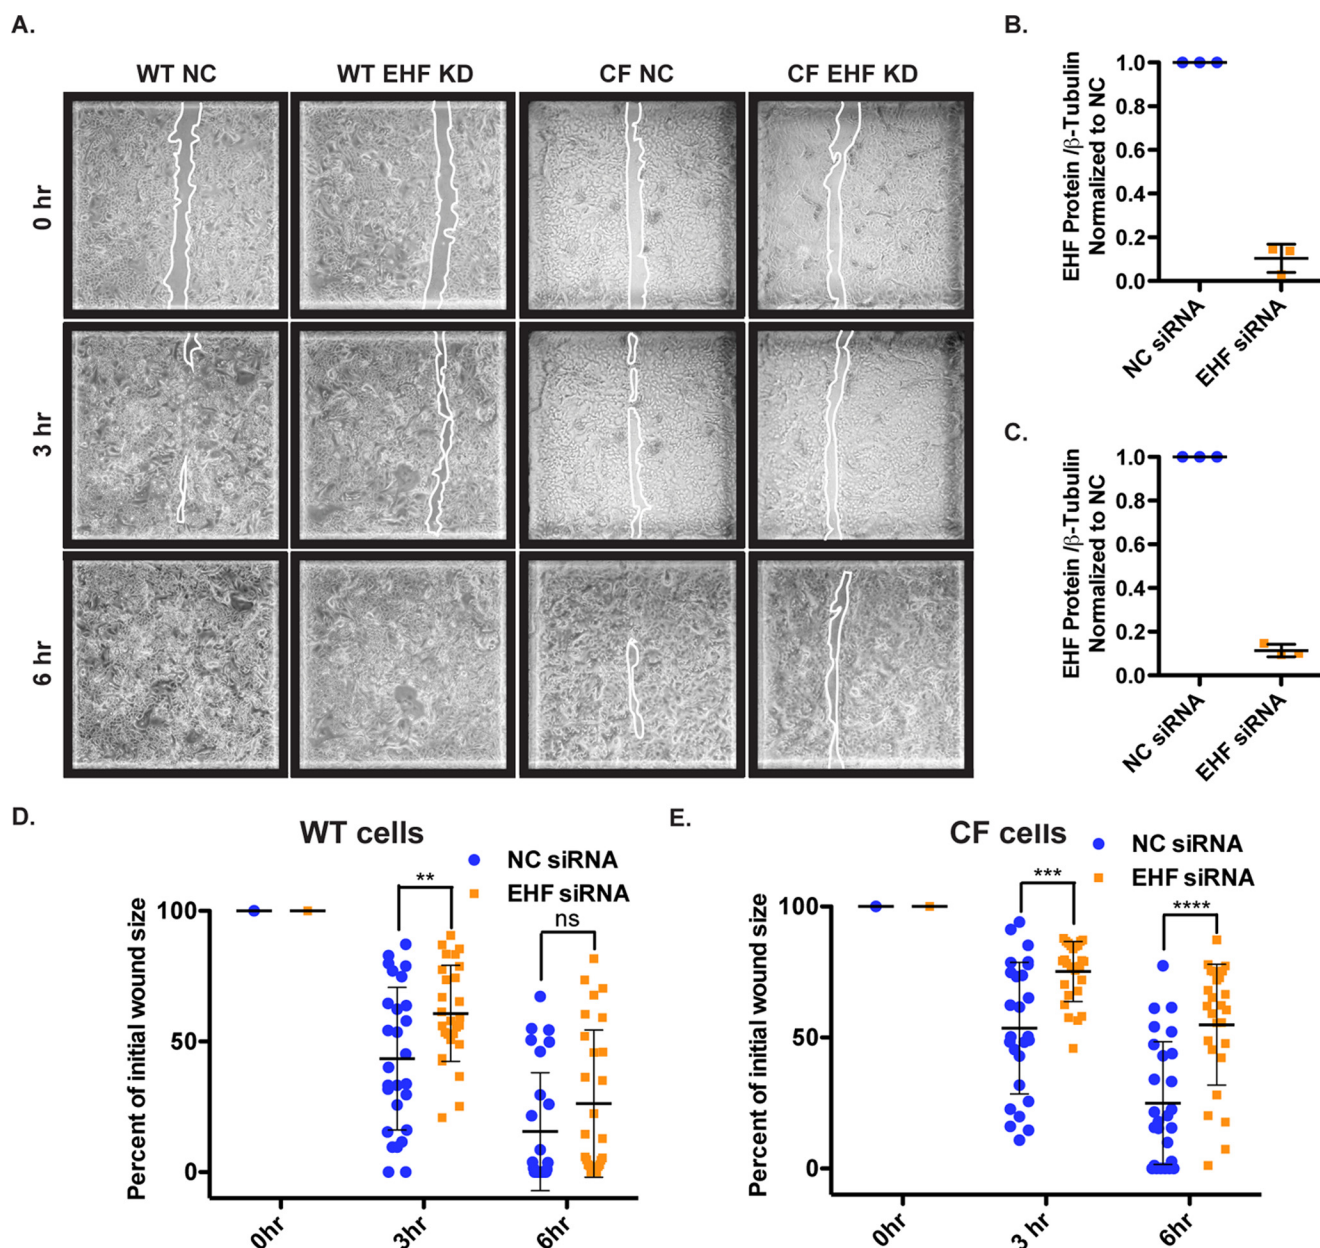 A.
WT NC
WT EHF KD
CF NC
CF EHF KD
0 hr
3 hr
6 hr
B.
EHF Protein /β-Tubulin
Normalized to NC
1.0
0.8
0.6
0.4
0.2
0.0
NC siRNA
EHF siRNA
C.
EHF Protein /β-Tubulin
Normalized to NC
1.0
0.8
0.6
0.4
0.2
0.0
NC siRNA
EHF siRNA
D.
WT cells
NC siRNA
EHF siRNA
**
ns
Percent of initial wound size
100
50
0
0hr
3hr
6hr
E.
CF cells
NC siRNA
EHF siRNA
***
****
Percent of initial wound size
100
50
0
0hr
3 hr
6hr